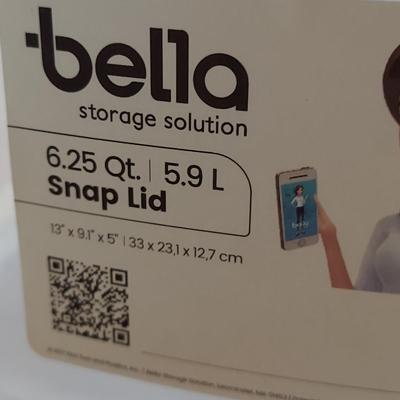 bella
storage solution
6.25 Qt. | 5.9 L
Snap Lid
13" x 9.1" x 5" | 33 x 23,1 x 12,7 cm